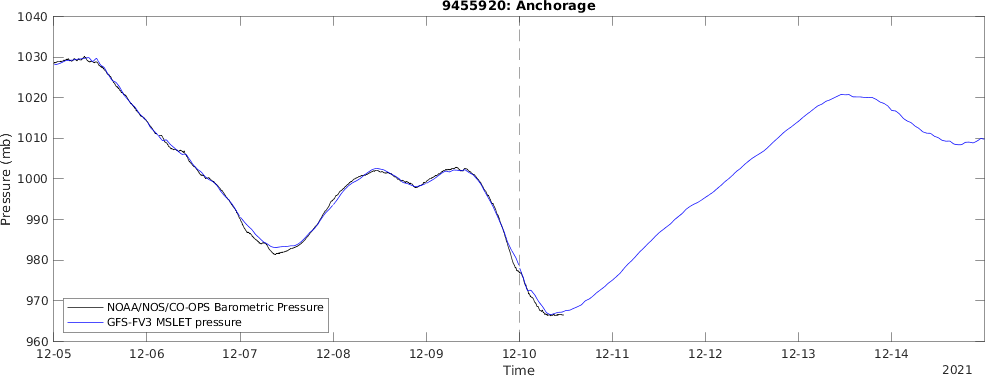 9455920: Anchorage
1040
1030
1020
1010
1000
990
980
970
960
Pressure (mb)
NOAA/NOS/CO-OPS Barometric Pressure
GFS-FV3 MSLET pressure
12-05 12-06 12-07 12-08 12-09 12-10 12-11 12-12 12-13 12-14
Time
2021